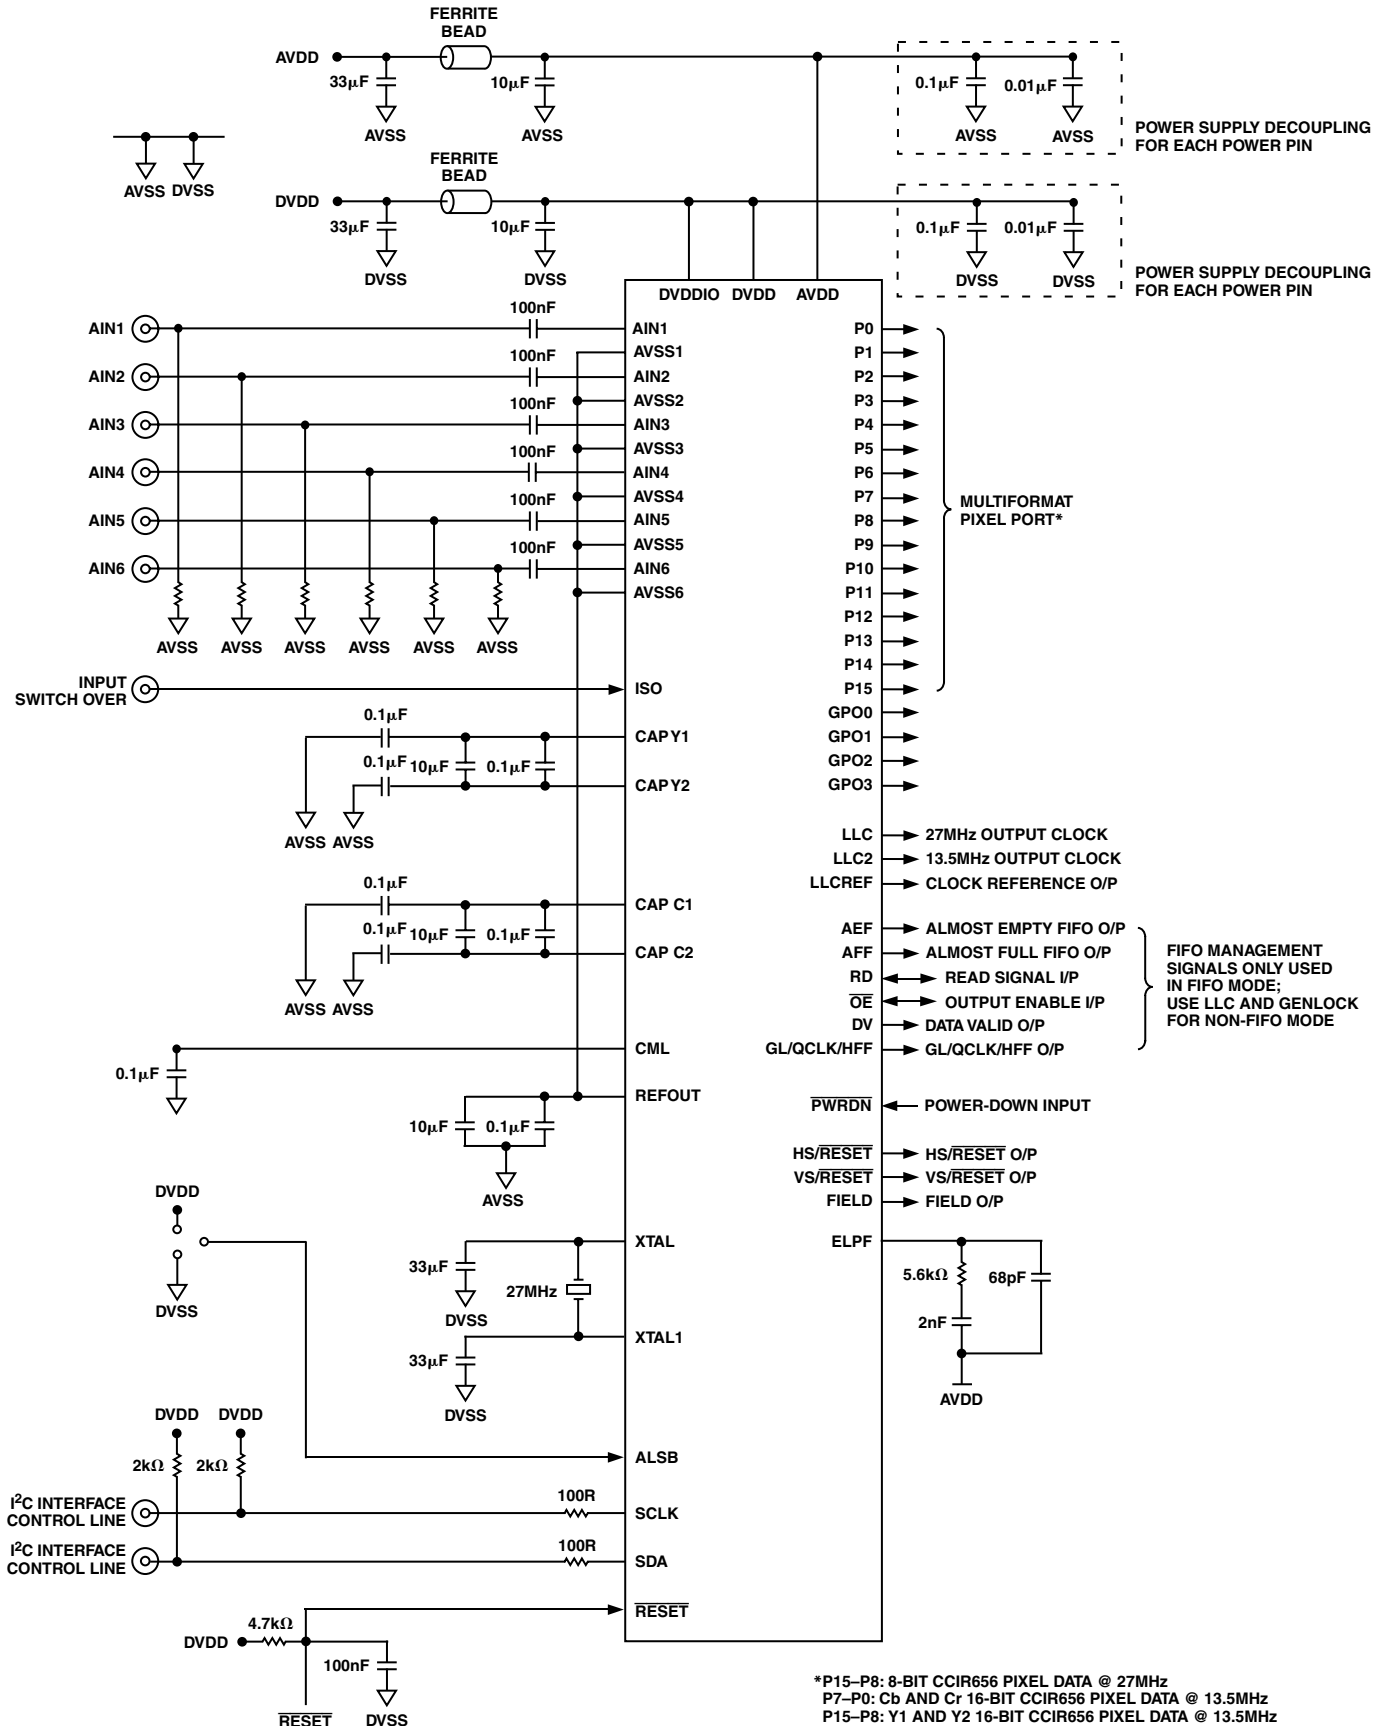 FERRITE
BEAD
AVDD
33μF
10μF
0.1μF
0.01μF
AVSS
AVSS
AVSS
AVSS
POWER SUPPLY DECOUPLING
FOR EACH POWER PIN
AVSS
DVSS
FERRITE
BEAD
DVDD
33μF
10μF
0.1μF
0.01μF
DVSS
DVSS
DVSS
DVSS
POWER SUPPLY DECOUPLING
FOR EACH POWER PIN
DVDDIO
DVDD
AVDD
AIN1
100nF
AIN1
AVSS1
AIN2
100nF
AIN2
AVSS2
AIN3
100nF
AIN3
AVSS3
AIN4
100nF
AIN4
AVSS4
AIN5
100nF
AIN5
AVSS5
AIN6
100nF
AIN6
AVSS6
AVSS
AVSS
AVSS
AVSS
AVSS
AVSS
P0
P1
P2
P3
P4
P5
P6
P7
P8
P9
P10
P11
P12
P13
P14
P15
MULTIFORMAT
PIXEL PORT*
GPO0
GPO1
GPO2
GPO3
INPUT
SWITCH OVER
ISO
0.1μF
CAP Y1
0.1μF
10μF
0.1μF
CAP Y2
AVSS
AVSS
LLC
27MHz OUTPUT CLOCK
LLC2
13.5MHz OUTPUT CLOCK
LLCREF
CLOCK REFERENCE O/P
0.1μF
CAP C1
0.1μF
10μF
0.1μF
CAP C2
AVSS
AVSS
AEF
ALMOST EMPTY FIFO O/P
AFF
ALMOST FULL FIFO O/P
RD
READ SIGNAL I/P
OE
OUTPUT ENABLE I/P
DV
DATA VALID O/P
GL/QCLK/HFF
GL/QCLK/HFF O/P
FIFO MANAGEMENT
SIGNALS ONLY USED
IN FIFO MODE;
USE LLC AND GENLOCK
FOR NON-FIFO MODE
CML
0.1μF
REFOUT
10μF
0.1μF
AVSS
PWRDN
POWER-DOWN INPUT
HS/RESET
HS/RESET O/P
VS/RESET
VS/RESET O/P
FIELD
FIELD O/P
DVDD
DVSS
XTAL
33μF
DVSS
27MHz
XTAL1
33μF
DVSS
ELPF
5.6kΩ
68pF
2nF
AVDD
DVDD
DVDD
2kΩ
2kΩ
ALSB
I2C INTERFACE
CONTROL LINE
100R
SCLK
I2C INTERFACE
CONTROL LINE
100R
SDA
RESET
4.7kΩ
DVDD
100nF
RESET
DVSS
*P15–P8: 8-BIT CCIR656 PIXEL DATA @ 27MHz
P7–P0: Cb AND Cr 16-BIT CCIR656 PIXEL DATA @ 13.5MHz
P15–P8: Y1 AND Y2 16-BIT CCIR656 PIXEL DATA @ 13.5MHz